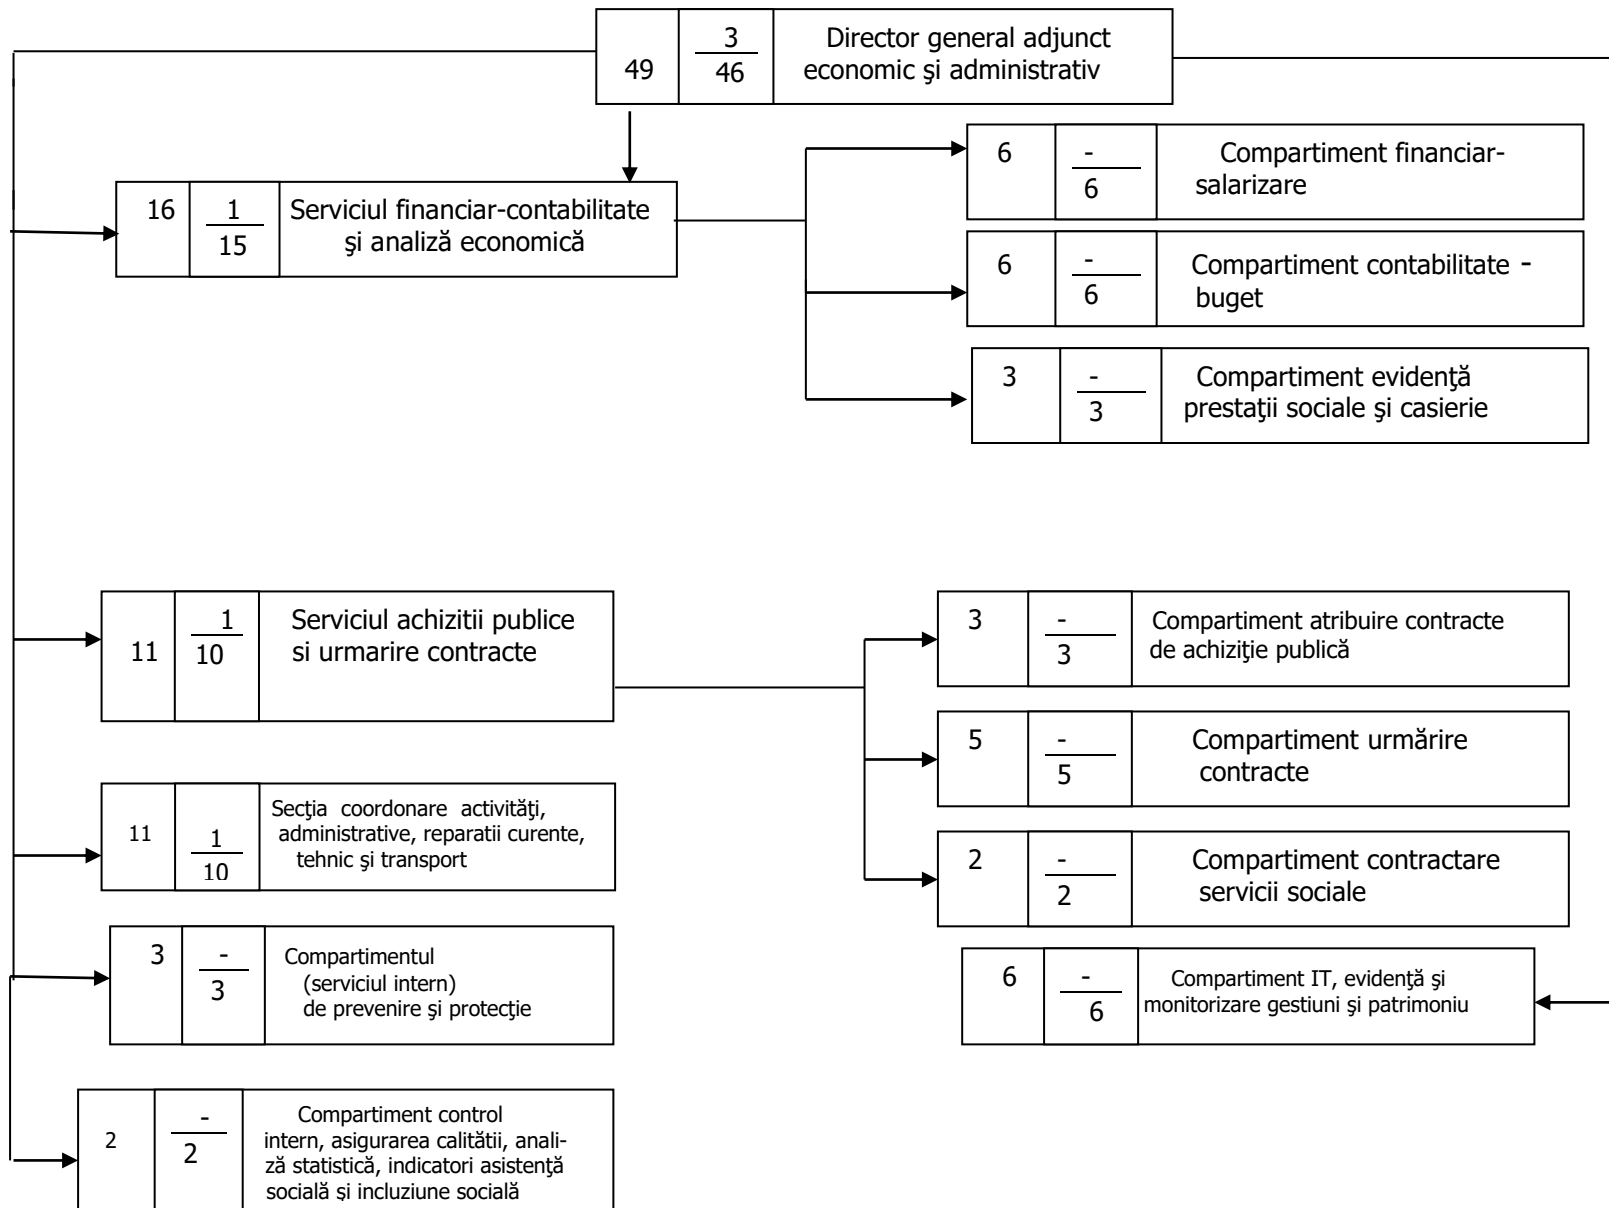 49
3
46
Director general adjunct
economic şi administrativ
16
1
15
Serviciul financiar-contabilitate
şi analiză economică
6
-
6
Compartiment financiar-
salarizare
6
-
6
Compartiment contabilitate -
buget
3
-
3
Compartiment evidenţă
prestaţii sociale şi casierie
11
1
10
Serviciul achizitii publice
si urmarire contracte
3
-
3
Compartiment atribuire contracte
de achiziţie publică
5
-
5
Compartiment urmărire
contracte
11
1
10
Secţia coordonare activităţi,
administrative, reparatii curente,
tehnic şi transport
2
-
2
Compartiment contractare
servicii sociale
3
-
3
Compartimentul
(serviciul intern)
de prevenire şi protecţie
6
-
6
Compartiment IT, evidenţă şi
monitorizare gestiuni şi patrimoniu
2
-
2
Compartiment control
intern, asigurarea calitătii, anali-
ză statistică, indicatori asistenţă
socială şi incluziune socială